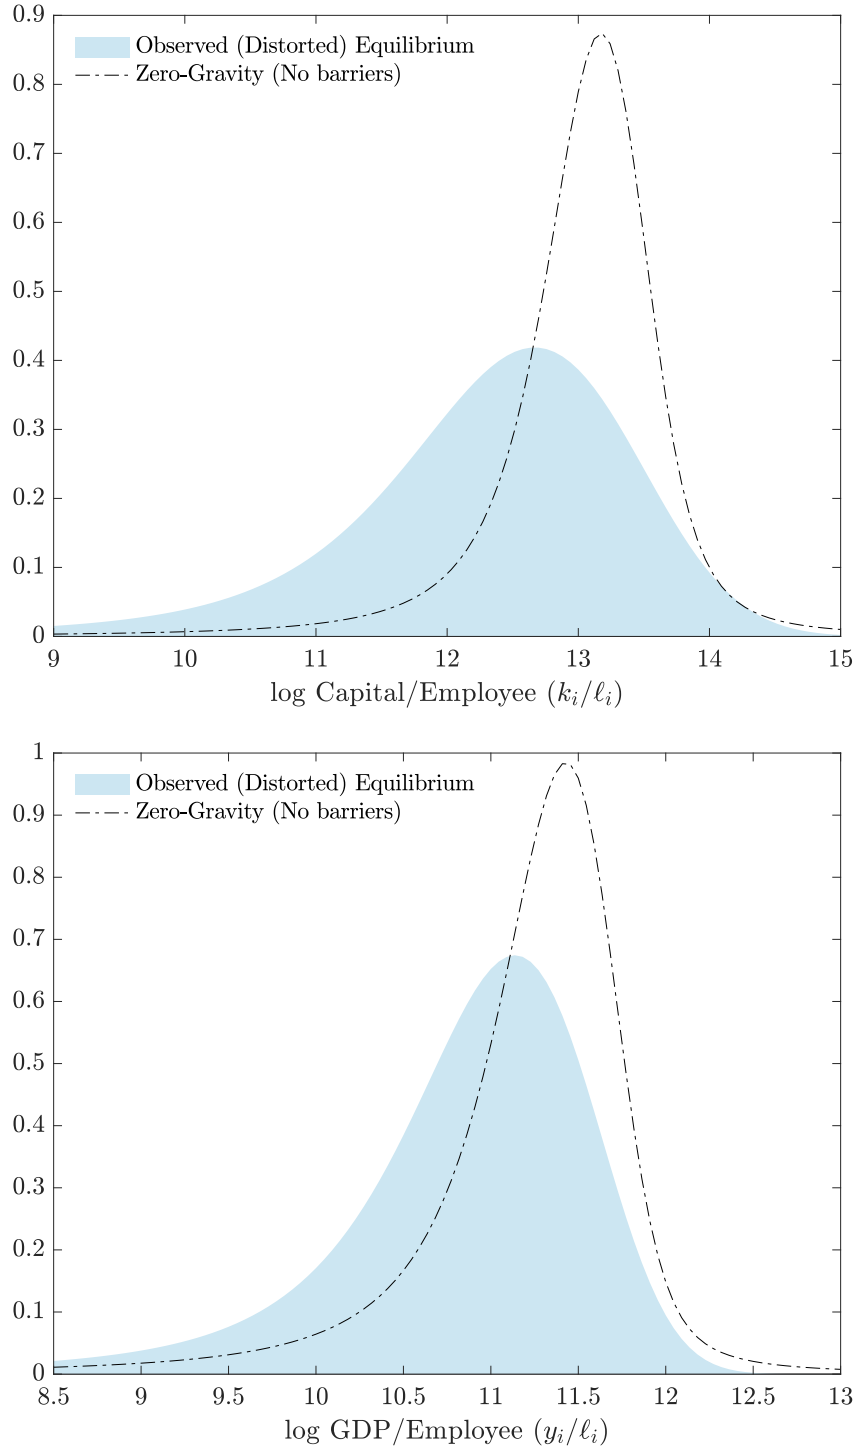 0.9
Observed (Distorted) Equilibrium
Zero-Gravity (No barriers)
0.8
0.7
0.6
0.5
0.4
0.3
0.2
0.1
0
9 10 11 12 13 14 15
log Capital/Employee (k_i/ℓ_i)
1
Observed (Distorted) Equilibrium
Zero-Gravity (No barriers)
0.9
0.8
0.7
0.6
0.5
0.4
0.3
0.2
0.1
0
8.5 9 9.5 10 10.5 11 11.5 12 12.5 13
log GDP/Employee (y_i/ℓ_i)